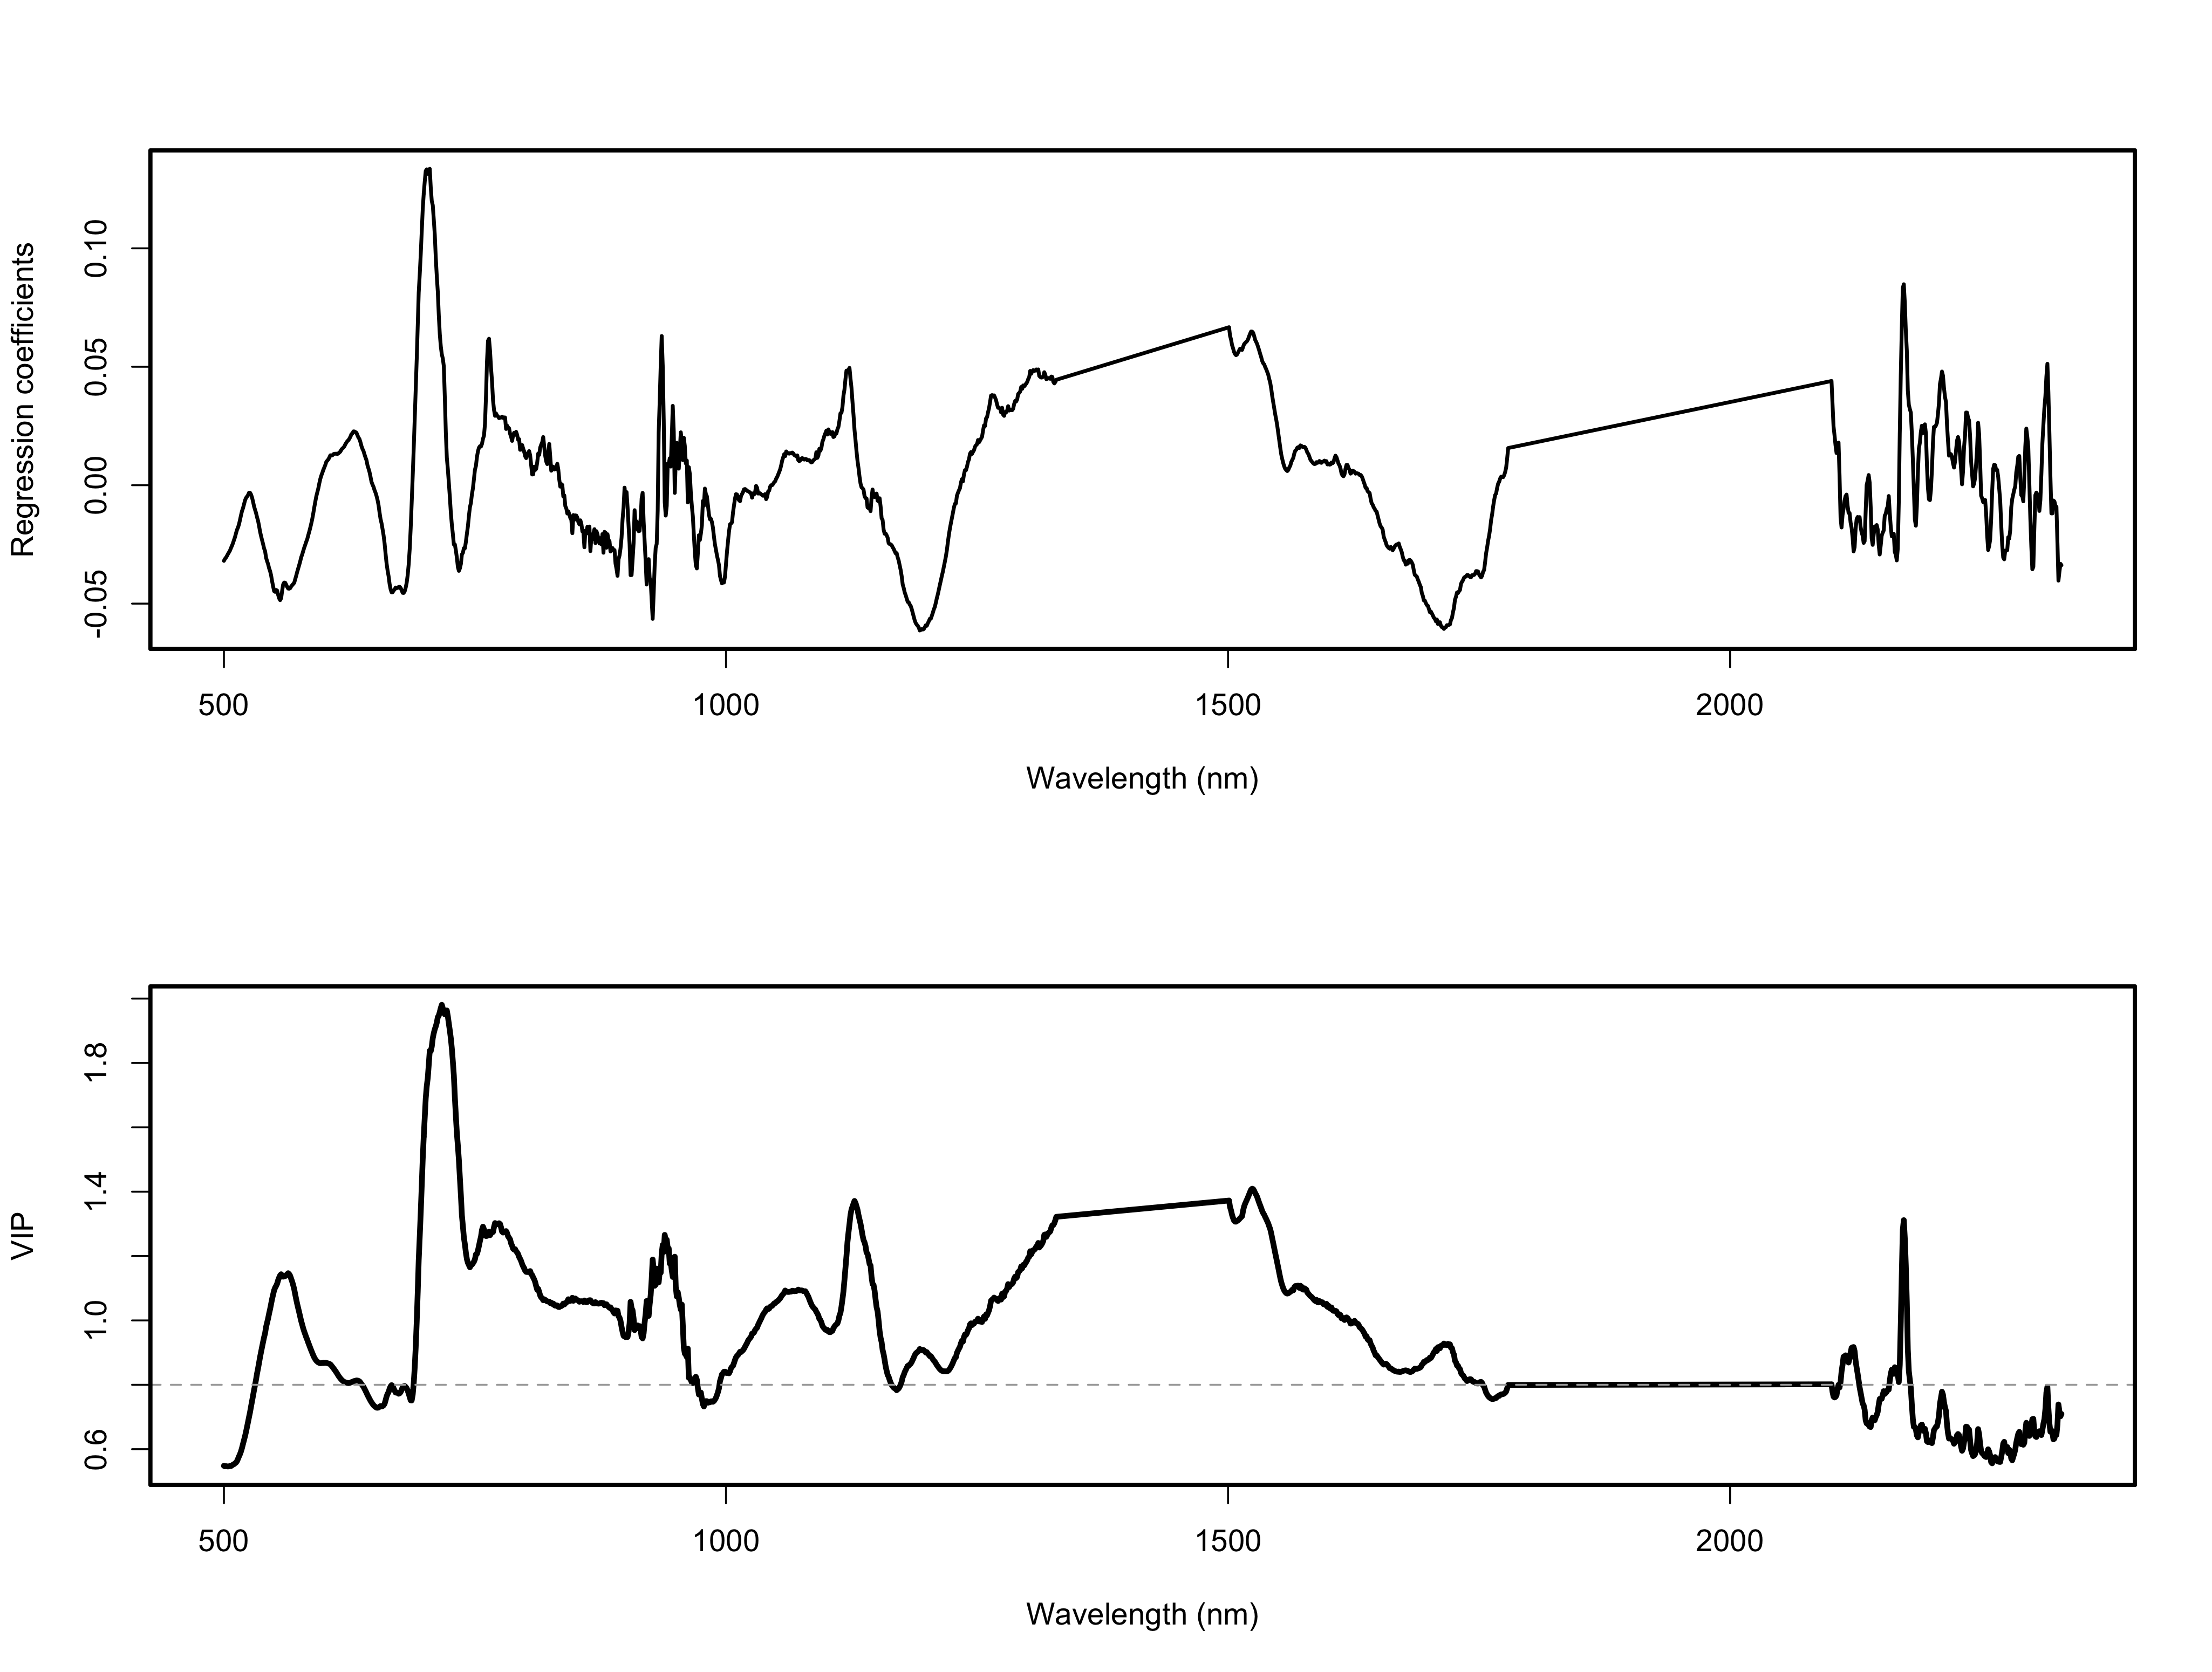 Regression coefficients
0.10
0.05
0.00
-0.05
500 1000 1500 2000
Wavelength (nm)
VIP
1.8
1.4
1.0
0.6
500 1000 1500 2000
Wavelength (nm)